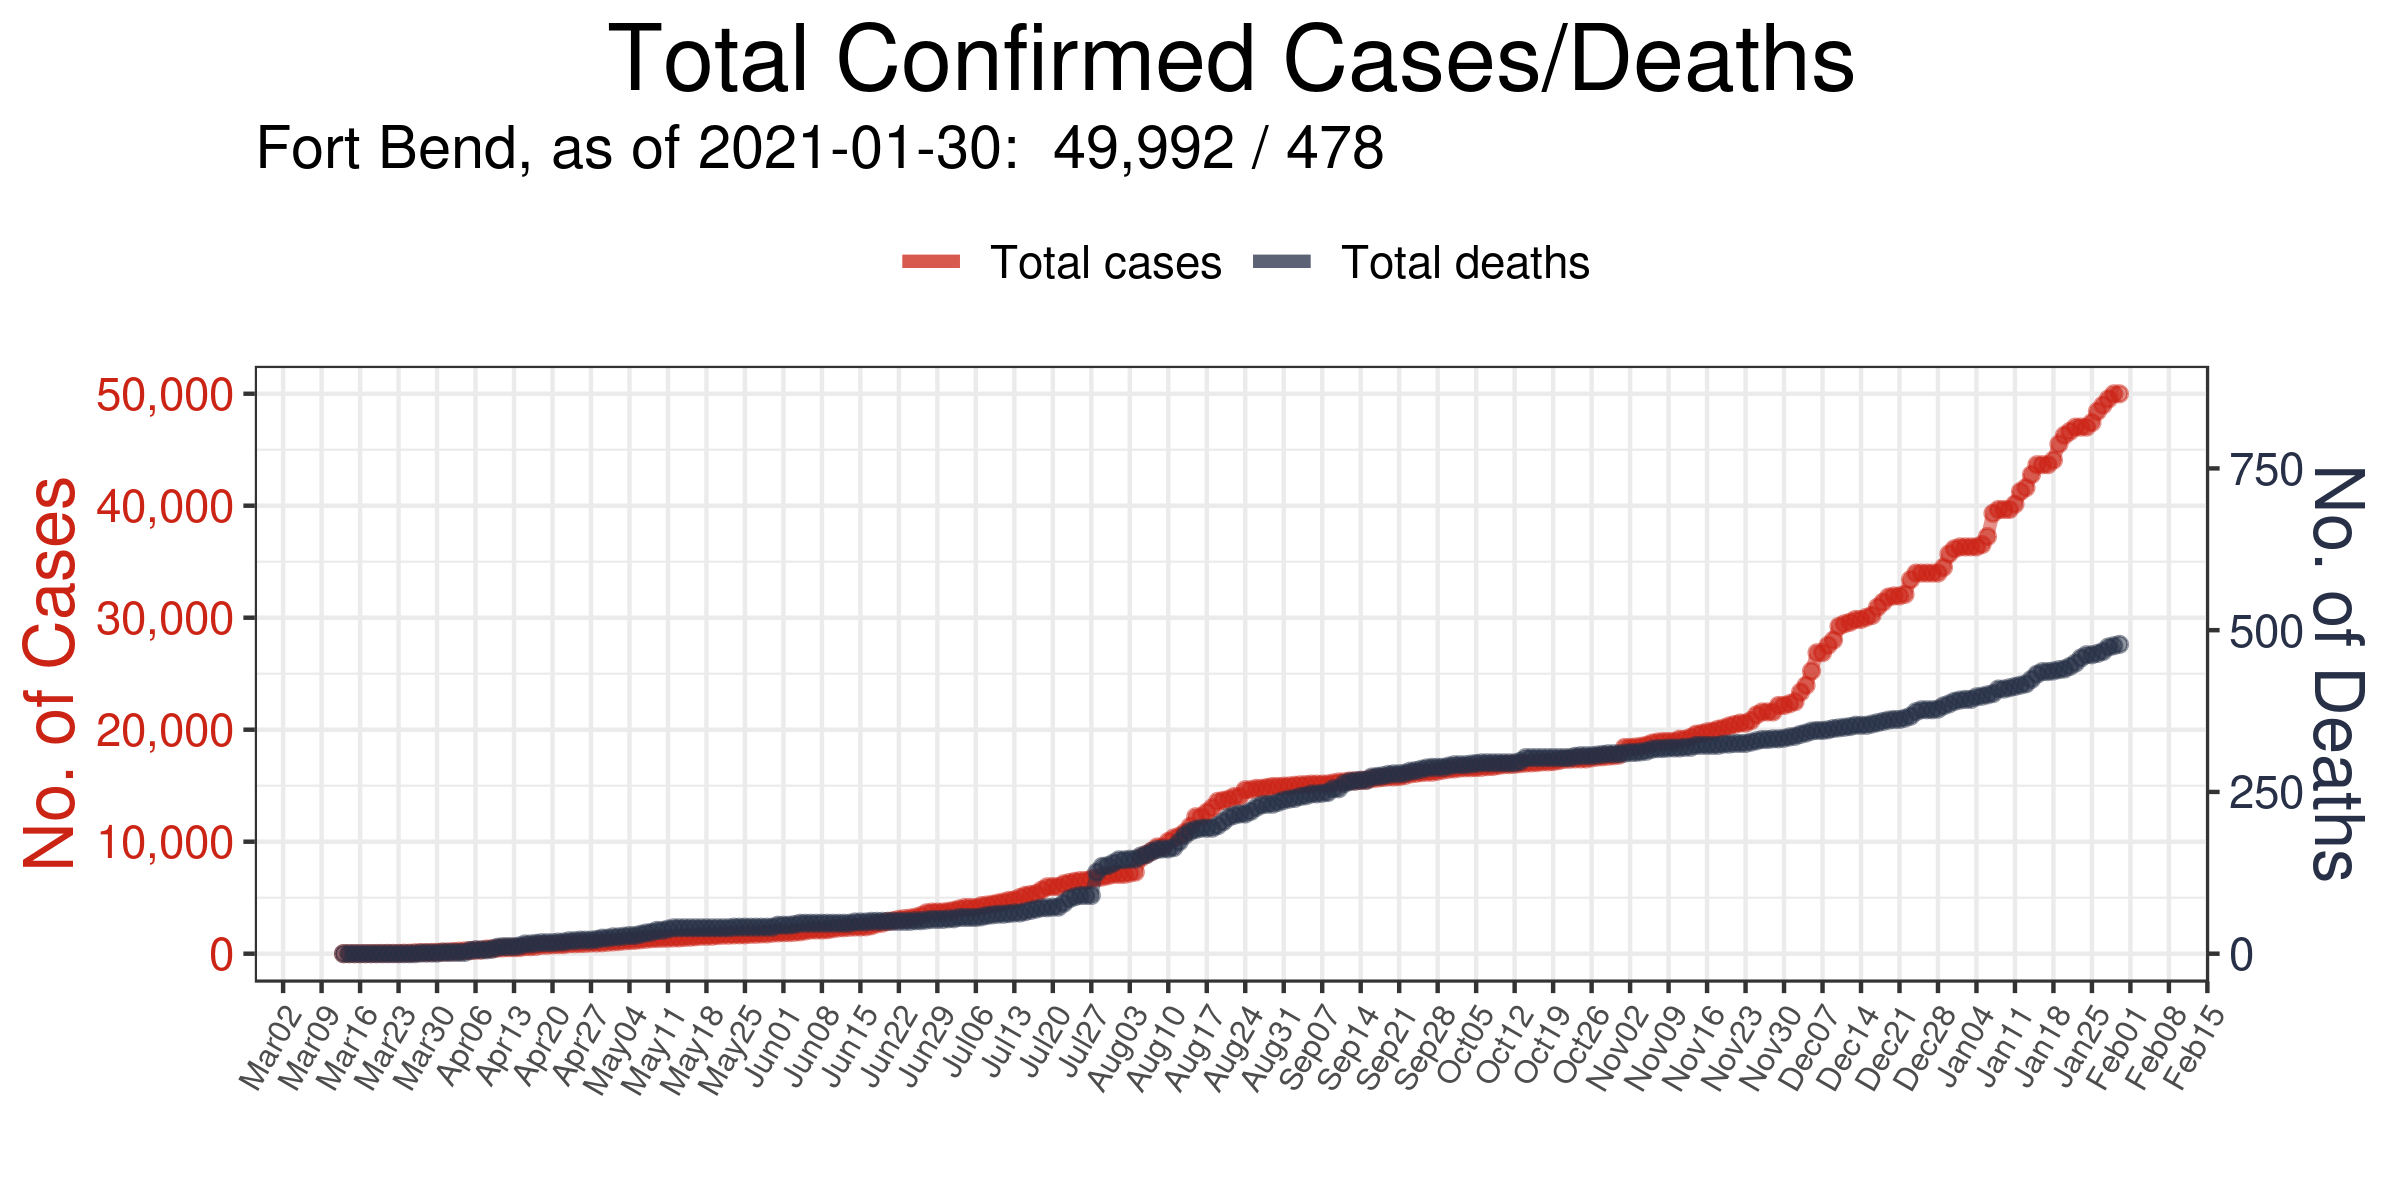 Total Confirmed Cases/Deaths
Fort Bend, as of 2021-01-30: 49,992 / 478
Total cases
Total deaths
No. of Cases
50,000
40,000
30,000
20,000
10,000
0
750
500
250
0
No. of Deaths
Mar02
Mar09
Mar16
Mar23
Mar30
Apr06
Apr13
Apr20
Apr27
May04
May11
May18
May25
Jun01
Jun08
Jun15
Jun22
Jun29
Jul06
Jul13
Jul20
Jul27
Aug03
Aug10
Aug17
Aug24
Aug31
Sep07
Sep14
Sep21
Sep28
Oct05
Oct12
Oct19
Oct26
Nov02
Nov09
Nov16
Nov23
Nov30
Dec07
Dec14
Dec21
Dec28
Jan04
Jan11
Jan18
Jan25
Feb01
Feb08
Feb15